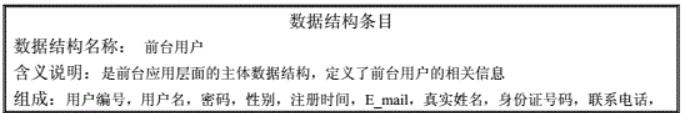 数据结构条目
数据结构名称： 前台用户
含义说明：是前台应用层面的主体数据结构，定义了前台用户的相关信息
组成：用户编号，用户名，密码，性别，注册时间，E_mail，真实姓名，身份证号码，联系电话，